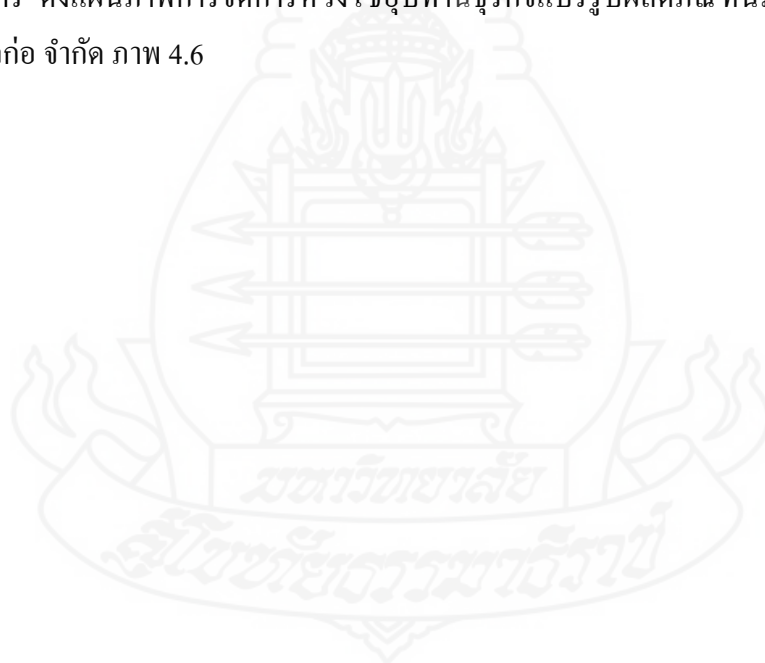 ดังแผนภาพการจัดการห่วงโซ่อุปทานธุรกิจแปรรูปผลิตภัณฑ์
ก่อ จำกัด ภาพ 4.6
มหาวิทยาลัย
สุโขทัยธรรมาธิราช